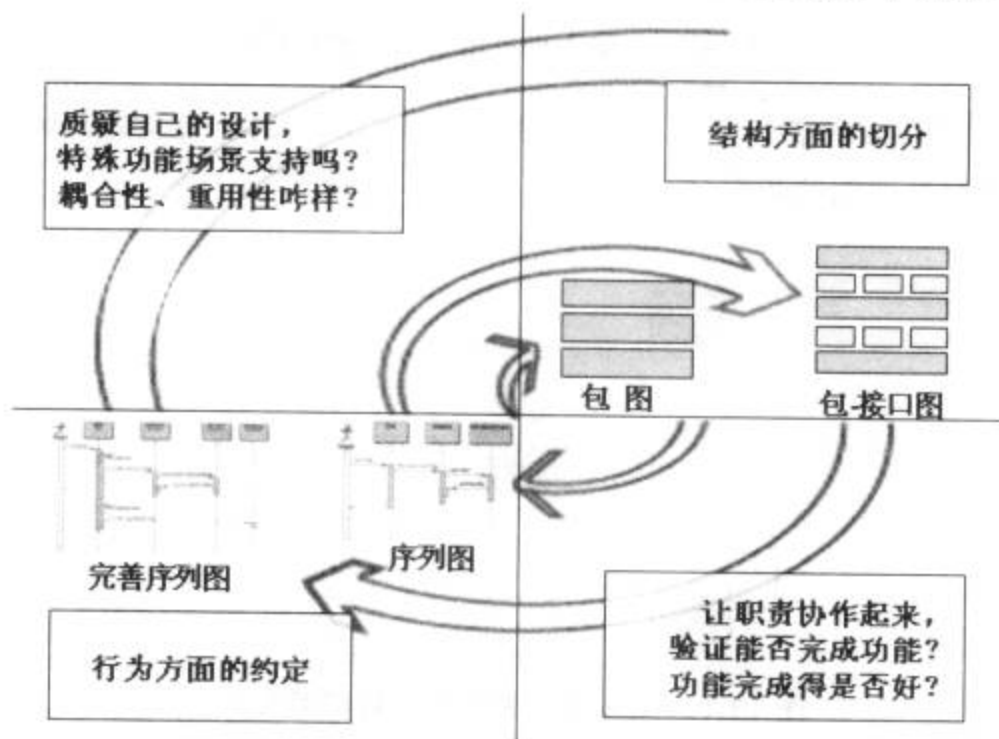 质疑自己的设计，
特殊功能场景支持吗？
耦合性、重用性咋样？
结构方面的切分
包 图
包-接口图
序列图
完善序列图
行为方面的约定
让职责协作起来，
验证能否完成功能？
功能完成得是否好？